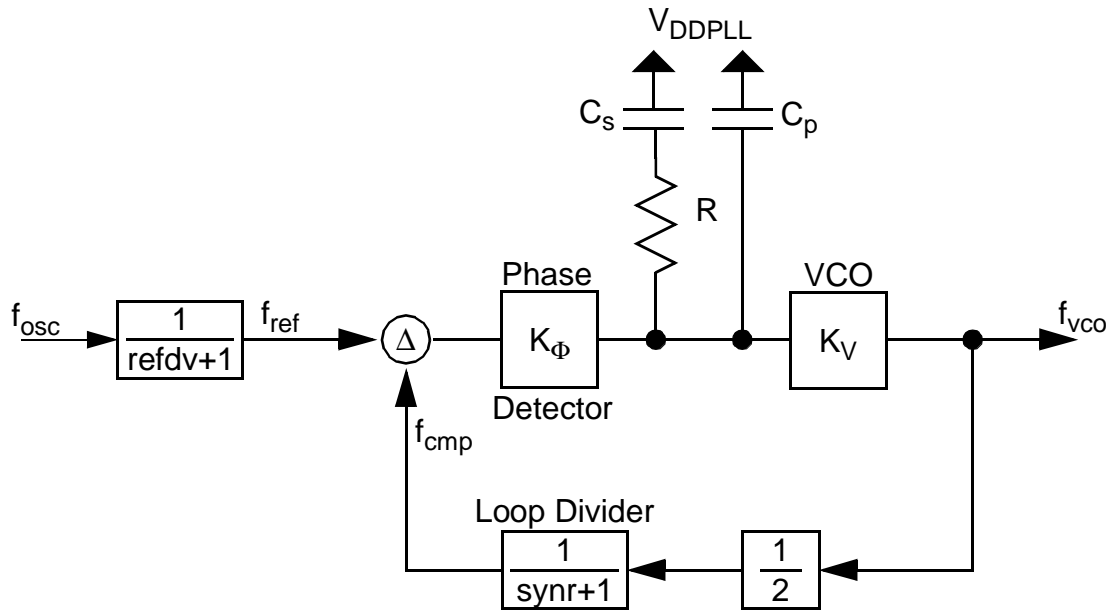 VDDPLL
Cs
Cp
R
Phase
VCO
fosc
1
refdv+1
fref
Δ
KΦ
KV
fvco
Detector
fcmp
Loop Divider
1
synr+1
1
2